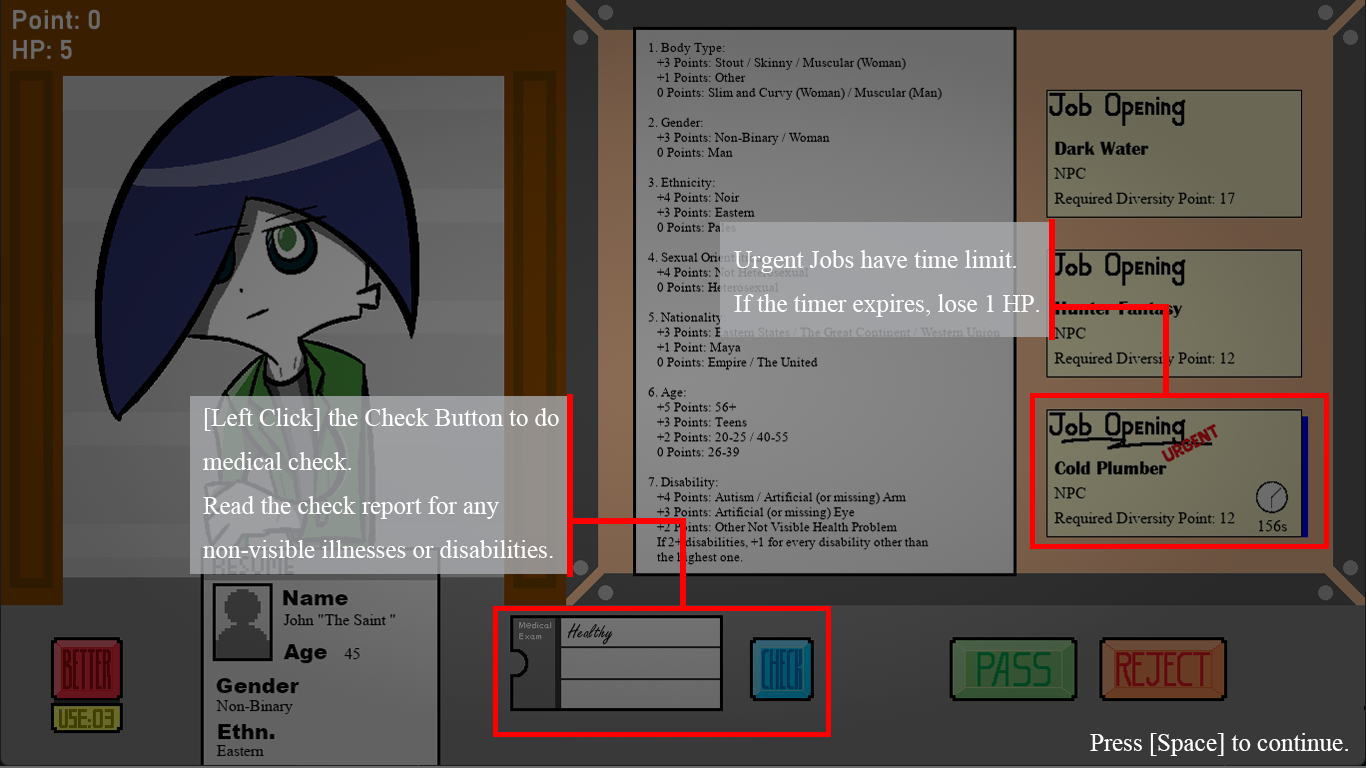 Point: 0
HP: 5
1. Body Type:
+3 Points: Stout / Skinny / Muscular (Woman)
+1 Points: Other
0 Points: Slim and Curvy (Woman) / Muscular (Man)
2. Gender:
+3 Points: Non-Binary / Woman
0 Points: Man
3. Ethnicity:
+4 Points: Noir
+3 Points: Eastern
0 Points: Pales
4. Sexual Orientation:
+4 Points: Not Heterosexual
0 Points: Heterosexual
5. Nationality:
+3 Points: Eastern States / The Great Continent / Western Union
+1 Point: Maya
0 Points: Empire / The United
6. Age:
+5 Points: 56+
+3 Points: Teens
+2 Points: 20-25 / 40-55
0 Points: 26-39
7. Disability:
+4 Points: Autism / Artificial (or missing) Arm
+3 Points: Artificial (or missing) Eye
+2 Points: Other Not Visible Health Problem
If 2+ disabilities, +1 for every disability other than
the highest one.
Job Opening
Dark Water
NPC
Required Diversity Point: 17
Urgent Jobs have time limit.
If the timer expires, lose 1 HP.
Job Opening
Hunter Fantasy
NPC
Required Diversity Point: 12
Job Opening
URGENT
Cold Plumber
NPC
Required Diversity Point: 12
156s
[Left Click] the Check Button to do
medical check.
Read the check report for any
non-visible illnesses or disabilities.
RESUME
Name
John "The Saint "
Age 45
Gender
Non-Binary
Ethn.
Eastern
BETTER
USE:03
Medical
Exam
Healthy
CHECK
PASS
REJECT
Press [Space] to continue.